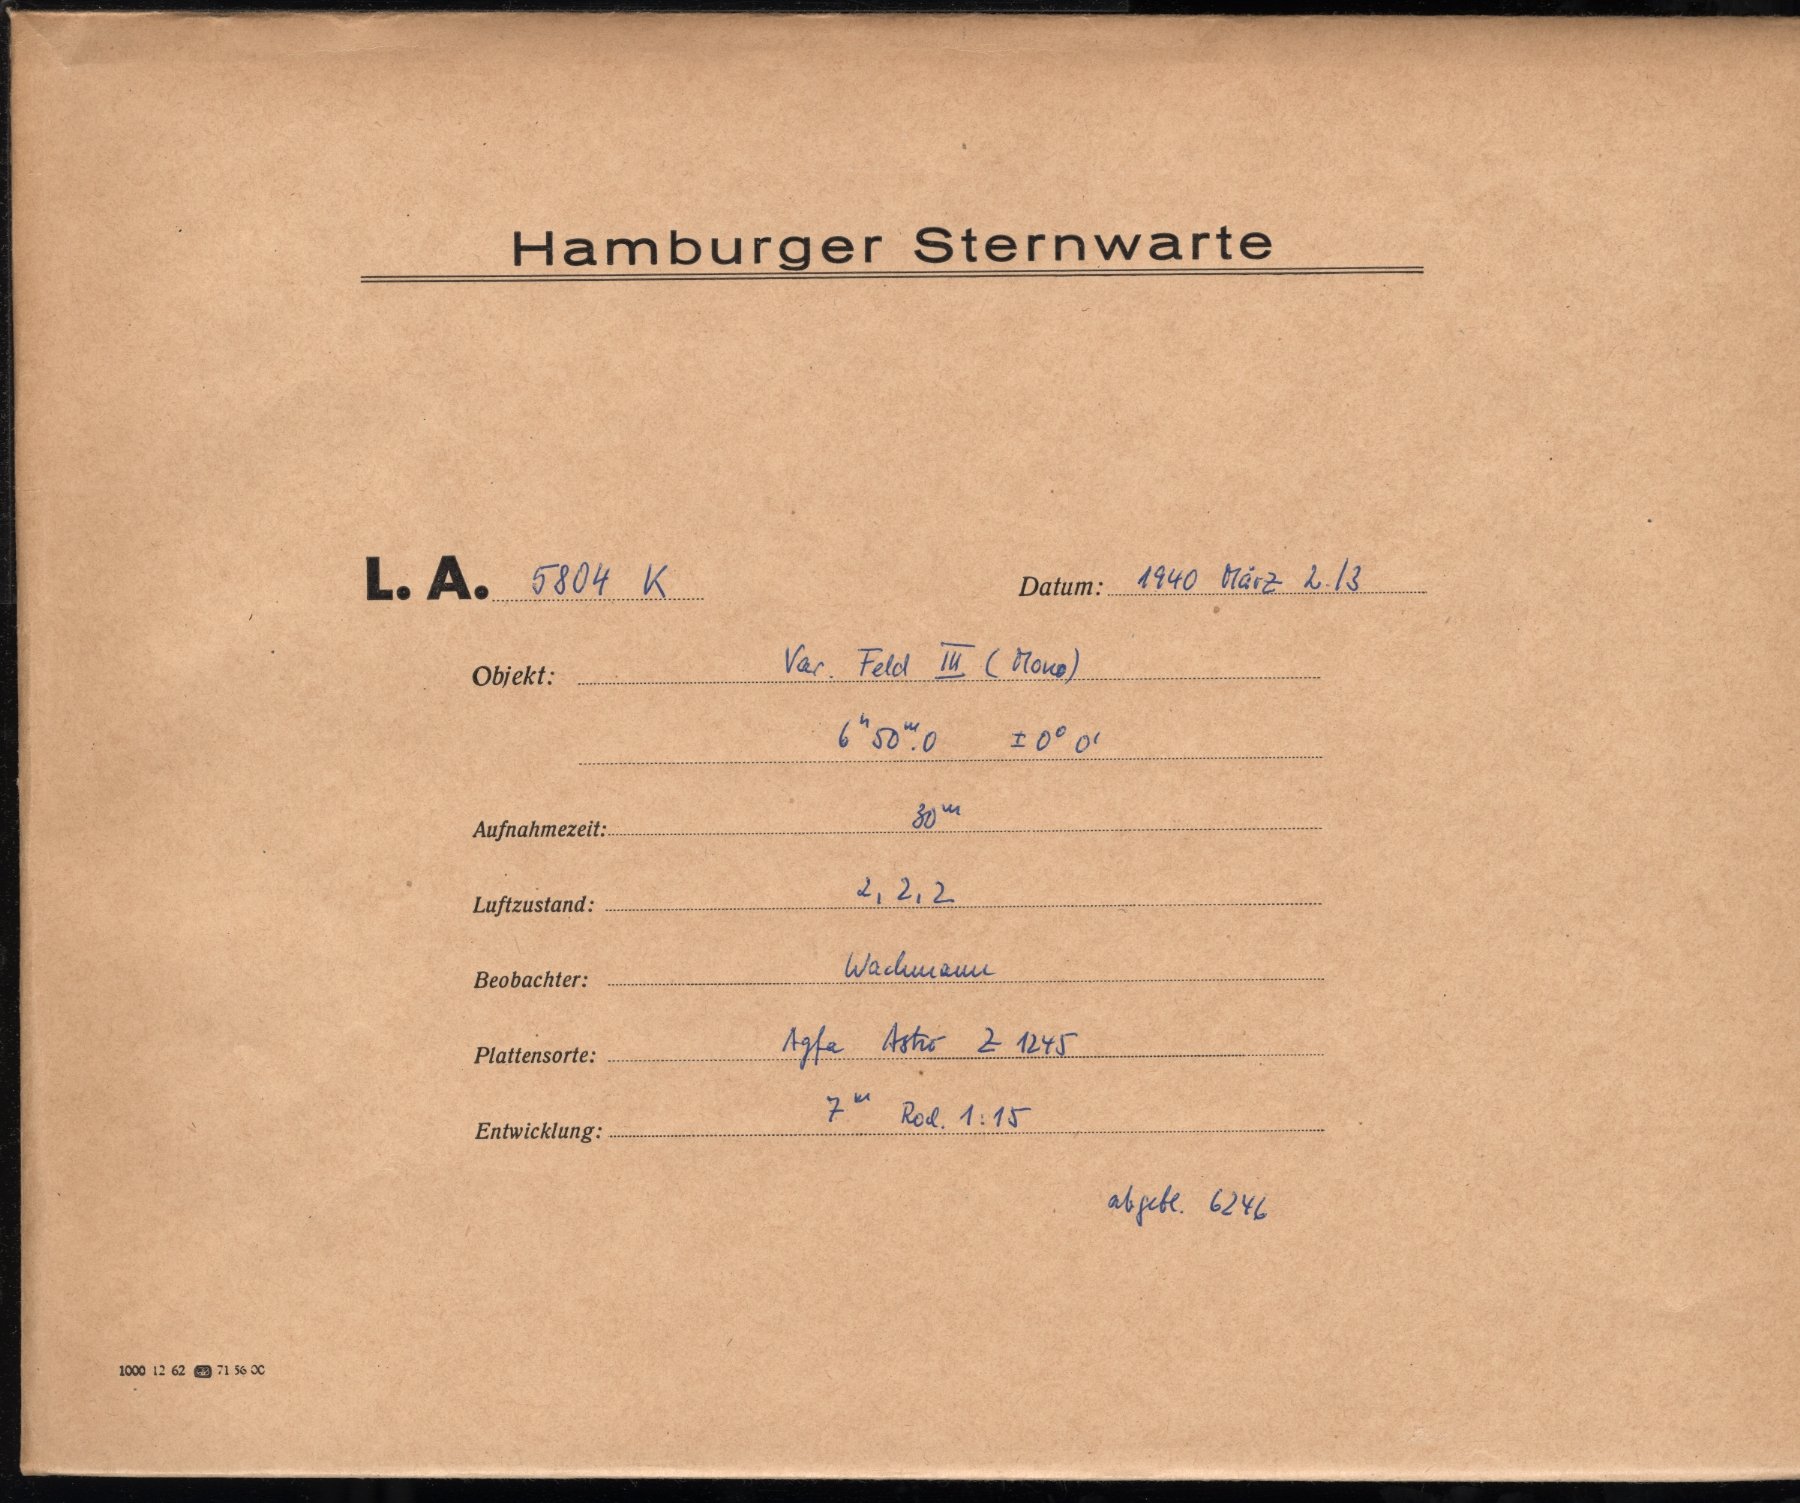 Hamburger Sternwarte
L. A. 5804 K Datum: 1940 März 2./3
Objekt: Var. Feld III (Mono)
6ʰ 50ᵐ.0 ± 0° 0'
Aufnahmezeit: 30ᵐ
Luftzustand: 2, 2, 2
Beobachter: Wachmann
Plattensorte: Agfa Astro Z 1245
Entwicklung: 7ᵐ Rod. 1:15
abgebl. 6246
1000 12 62 71 56 00